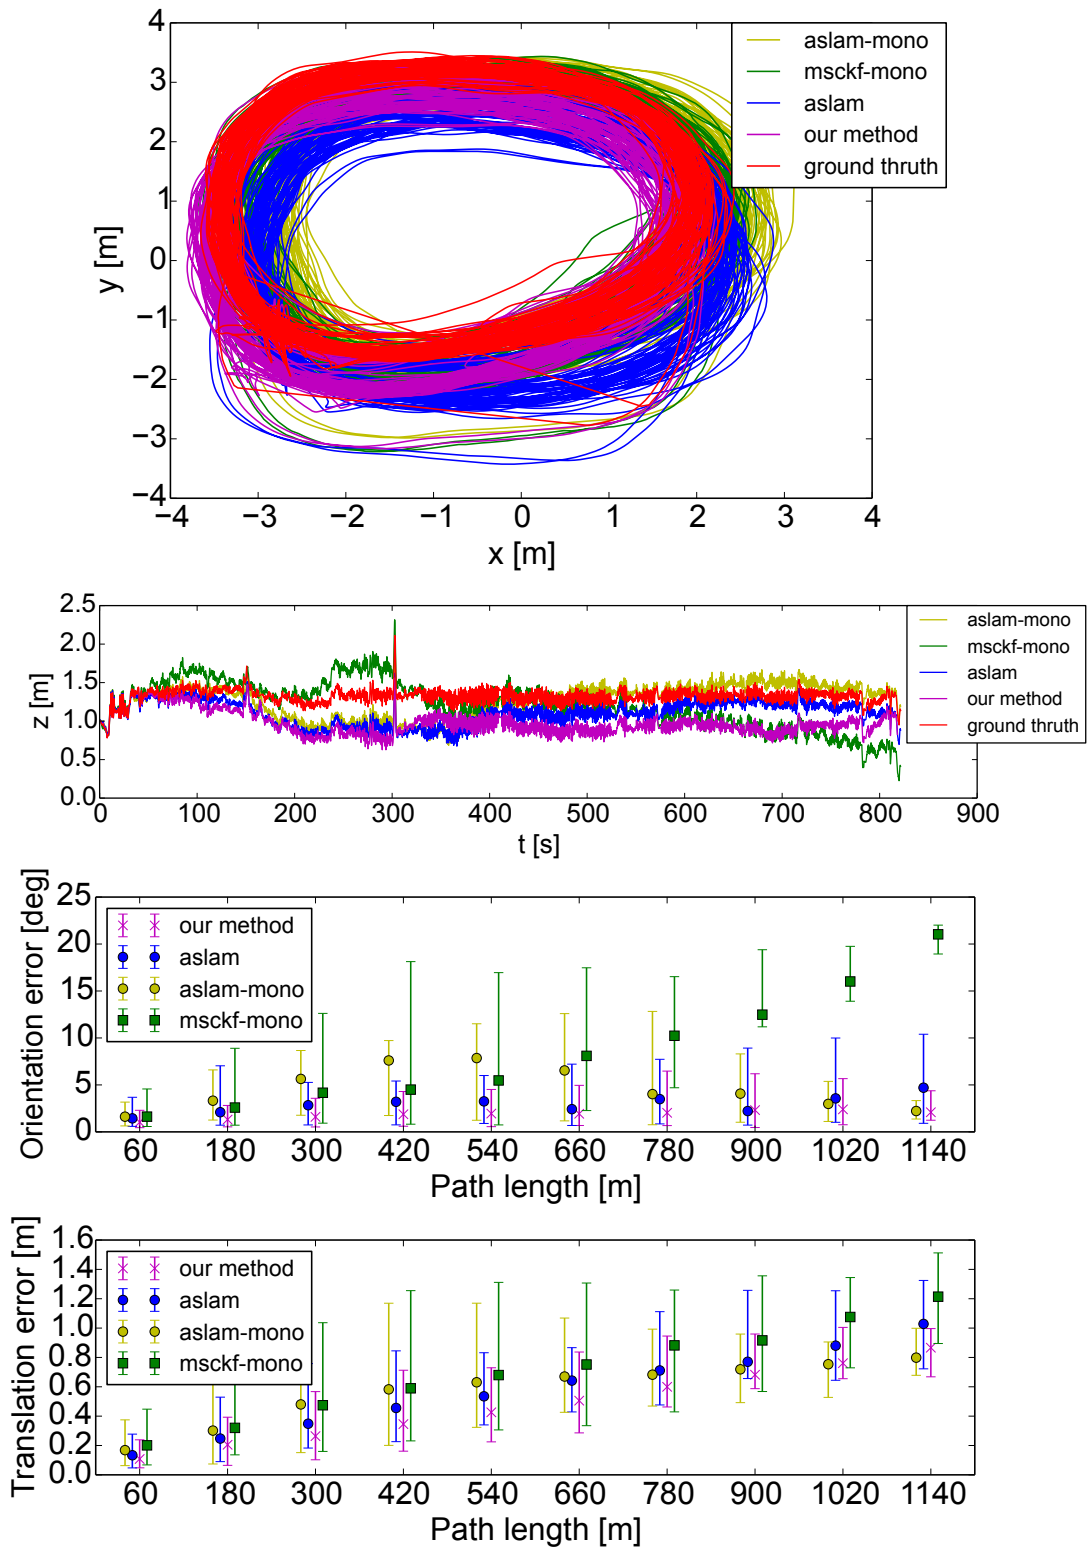 4
3
2
1
0
−1
−2
−3
−4
y [m]
−4 −3 −2 −1 0 1 2 3 4
x [m]
aslam-mono
msckf-mono
aslam
our method
ground thruth
2.5
2.0
1.5
1.0
0.5
0.0
z [m]
0 100 200 300 400 500 600 700 800 900
t [s]
aslam-mono
msckf-mono
aslam
our method
ground thruth
25
20
15
10
5
0
Orientation error [deg]
our method
aslam
aslam-mono
msckf-mono
60 180 300 420 540 660 780 900 1020 1140
Path length [m]
1.6
1.4
1.2
1.0
0.8
0.6
0.4
0.2
0.0
Translation error [m]
our method
aslam
aslam-mono
msckf-mono
60 180 300 420 540 660 780 900 1020 1140
Path length [m]